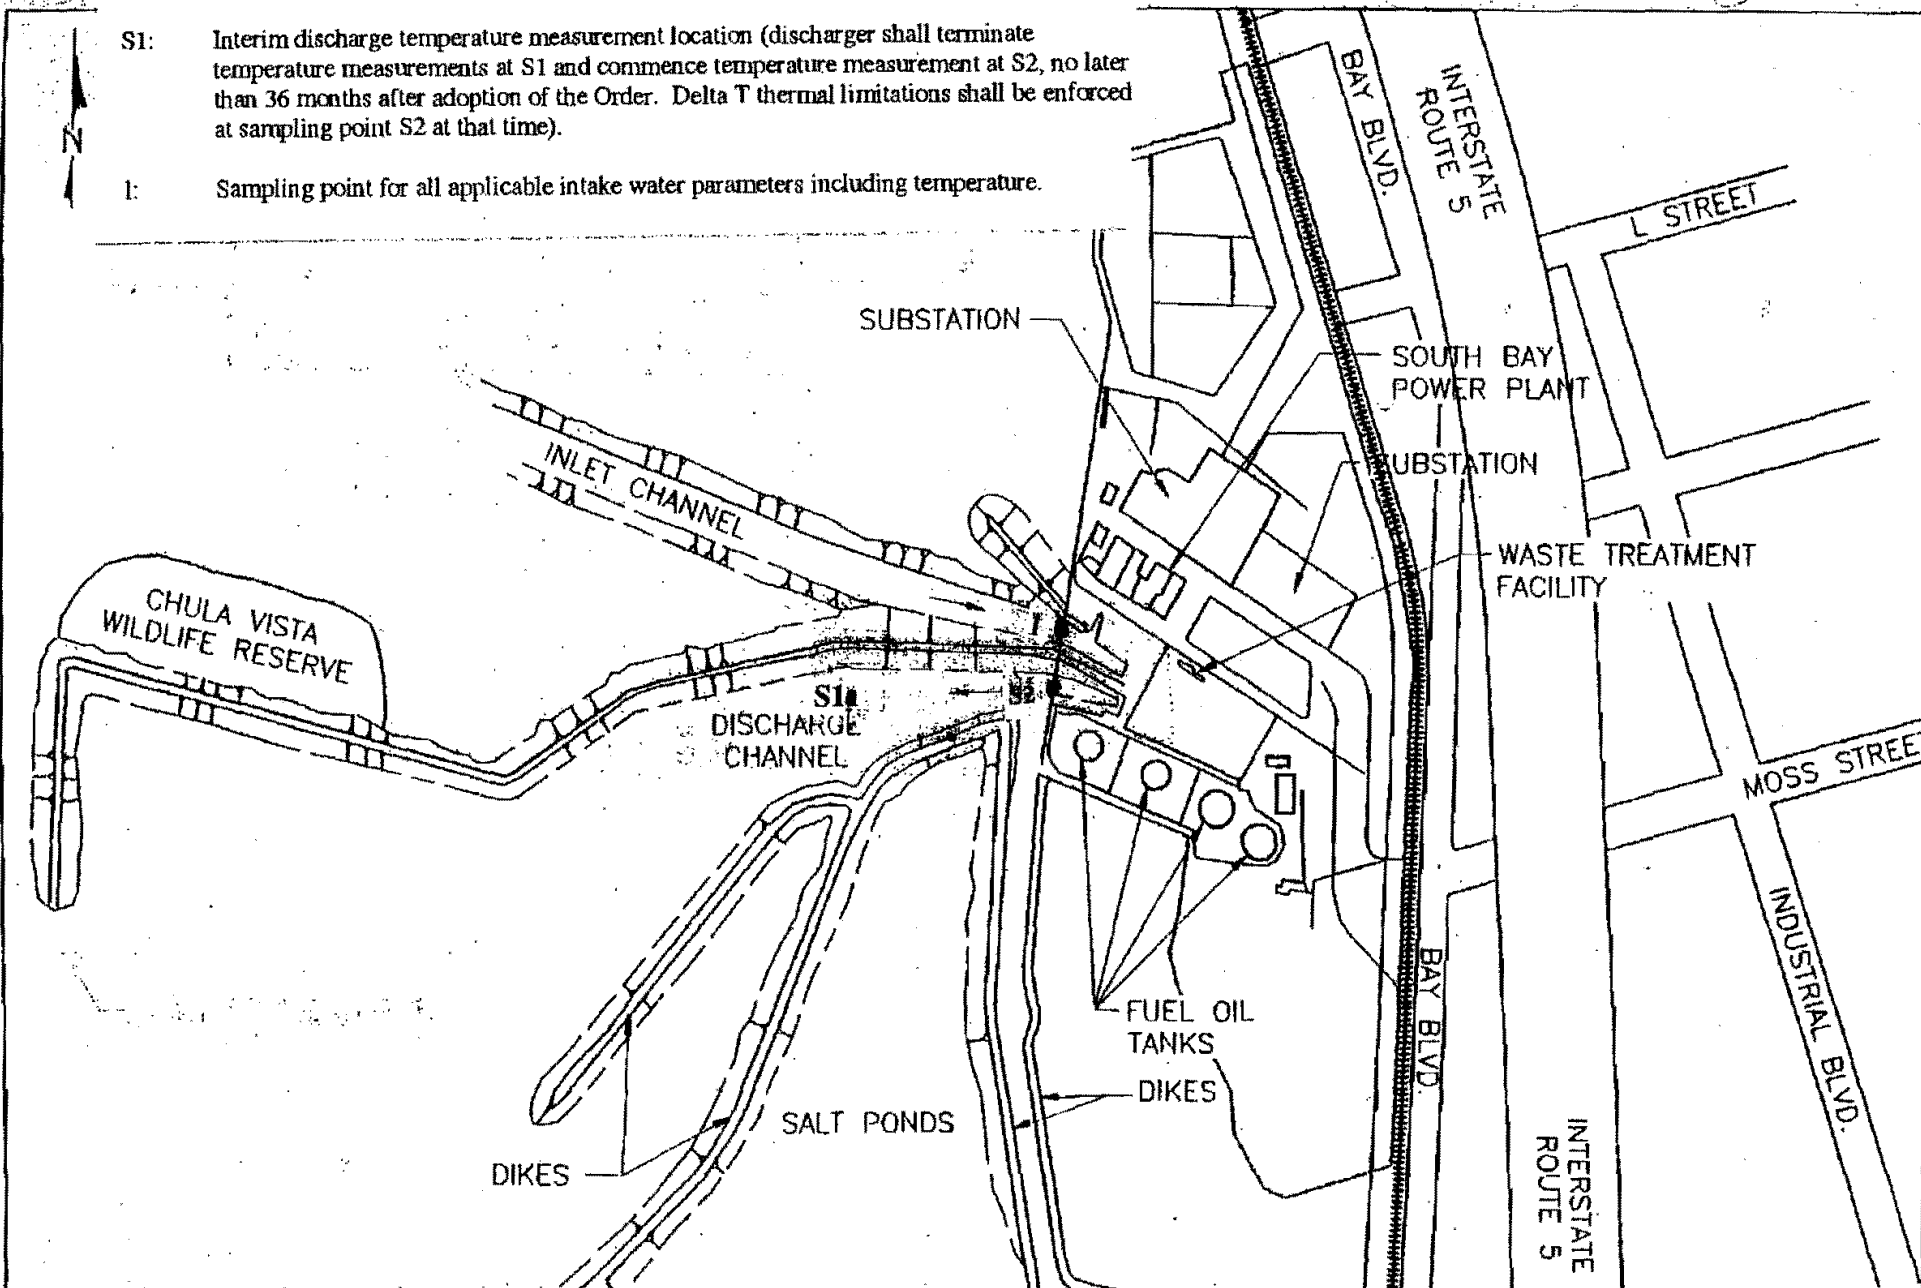 S1: Interim discharge temperature measurement location (discharger shall terminate
temperature measurements at S1 and commence temperature measurement at S2, no later
than 36 months after adoption of the Order. Delta T thermal limitations shall be enforced
at sampling point S2 at that time).
N
1: Sampling point for all applicable intake water parameters including temperature.
BAY BLVD.
INTERSTATE
ROUTE 5
L STREET
SUBSTATION
SOUTH BAY
POWER PLANT
SUBSTATION
INLET CHANNEL
WASTE TREATMENT
FACILITY
CHULA VISTA
WILDLIFE RESERVE
S1
S2
DISCHARGE
CHANNEL
MOSS STREET
INDUSTRIAL BLVD.
BAY BLVD.
FUEL OIL
TANKS
DIKES
SALT PONDS
DIKES
INTERSTATE
ROUTE 5